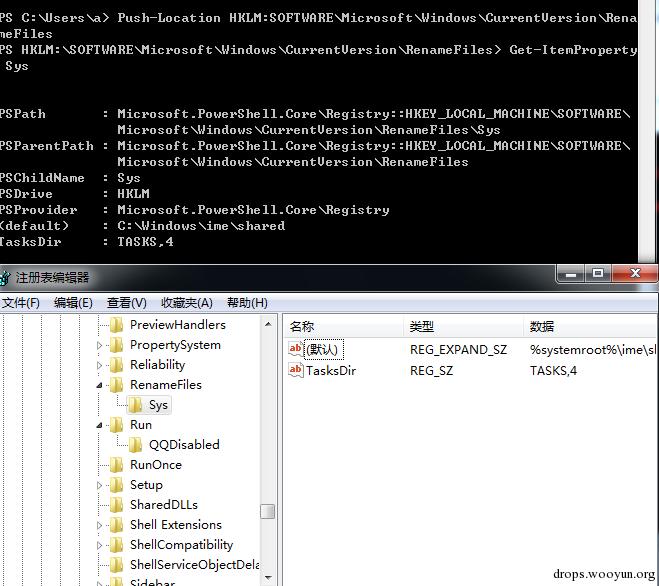 PS C:\Users\a> Push-Location HKLM:SOFTWARE\Microsoft\Windows\CurrentVersion\Rena
meFiles
PS HKLM:\SOFTWARE\Microsoft\Windows\CurrentVersion\RenameFiles> Get-ItemProperty
Sys
PSPath : Microsoft.PowerShell.Core\Registry::HKEY_LOCAL_MACHINE\SOFTWARE\
Microsoft\Windows\CurrentVersion\RenameFiles\Sys
PSParentPath : Microsoft.PowerShell.Core\Registry::HKEY_LOCAL_MACHINE\SOFTWARE\
Microsoft\Windows\CurrentVersion\RenameFiles
PSChildName : Sys
PSDrive : HKLM
PSProvider : Microsoft.PowerShell.Core\Registry
(default) : C:\Windows\ime\shared
TasksDir : TASKS,4
注册表编辑器
文件(F) 编辑(E) 查看(V) 收藏夹(A) 帮助(H)
PreviewHandlers
PropertySystem
Reliability
RenameFiles
Sys
Run
QQDisabled
RunOnce
Setup
SharedDLLs
Shell Extensions
ShellCompatibility
ShellServiceObjectDela
Sidebar
名称 类型 数据
ab (默认) REG_EXPAND_SZ %systemroot%\ime\sl
ab TasksDir REG_SZ TASKS,4
drops.wooyun.org